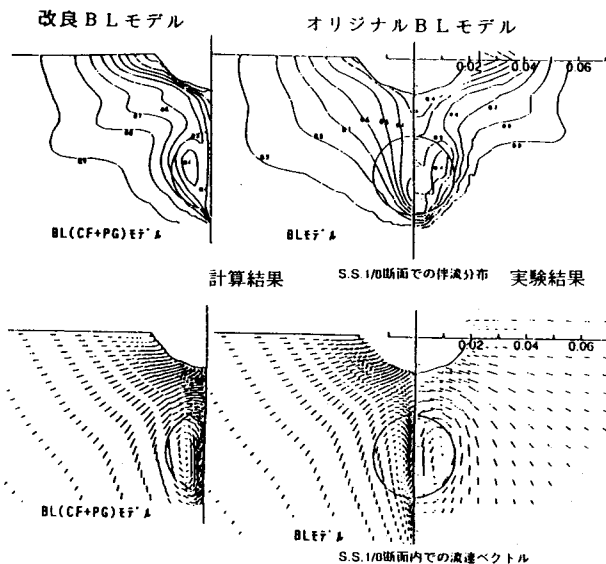 改良BLモデル
オリジナルBLモデル
0.02 0.04 0.06
BL(CF+PG)モデル
BLモデル
計算結果
S.S.1/8断面での伴流分布
実験結果
0.02 0.04 0.06
BL(CF+PG)モデル
BLモデル
S.S.1/8断面内での流速ベクトル